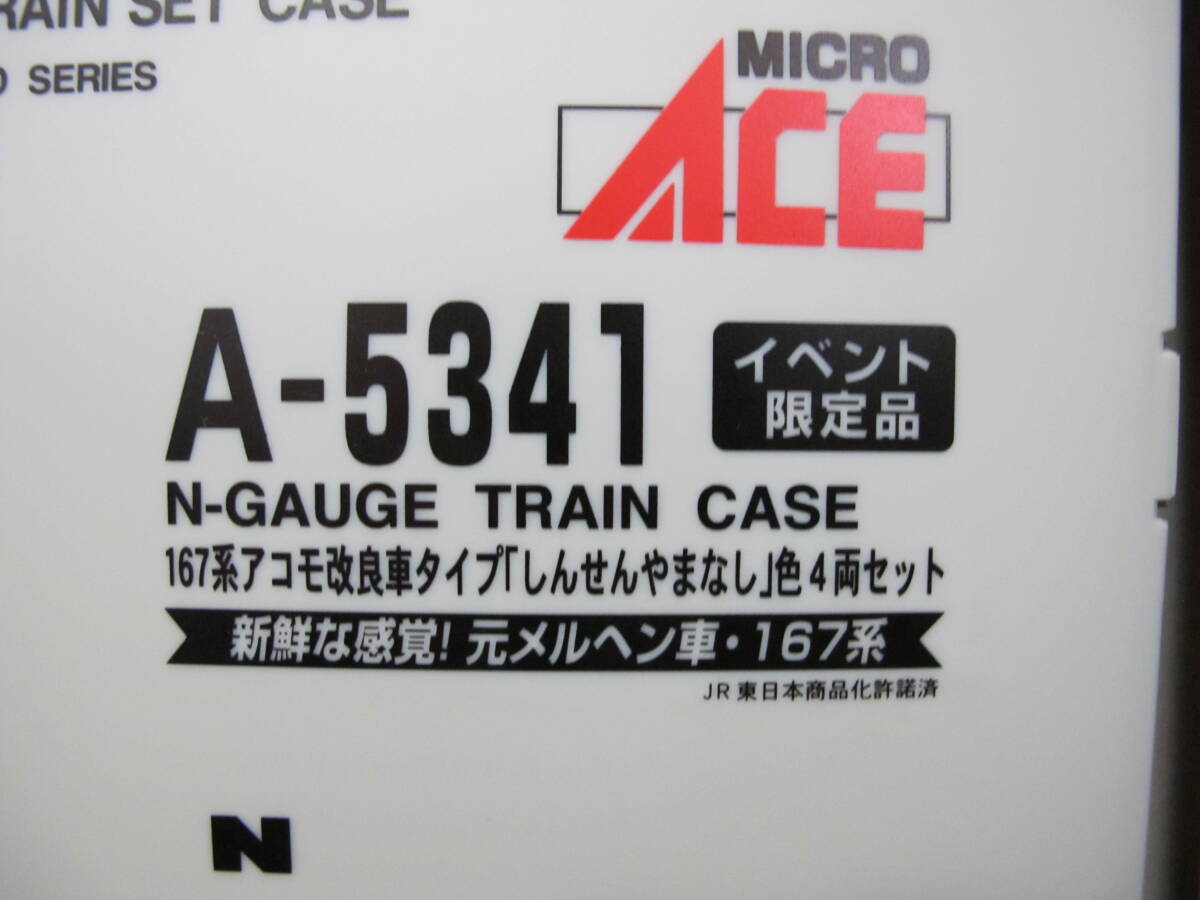 SET CASE
SERIES
MICRO
ACE
A-5341
イベント
限定品
N-GAUGE TRAIN CASE
167系アコモ改良車タイプ「しんせんやまなし」色4両セット
新鮮な感覚！元メルヘン車・167系
JR東日本商品化許諾済
N